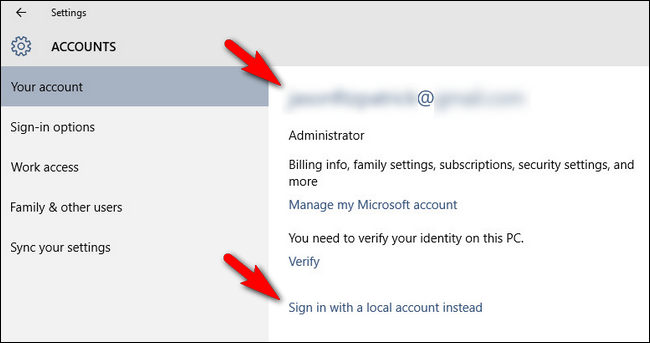 Settings
ACCOUNTS
Your account
Sign-in options
Work access
Family & other users
Sync your settings
@
Administrator
Billing info, family settings, subscriptions, security settings, and
more
Manage my Microsoft account
You need to verify your identity on this PC.
Verify
Sign in with a local account instead